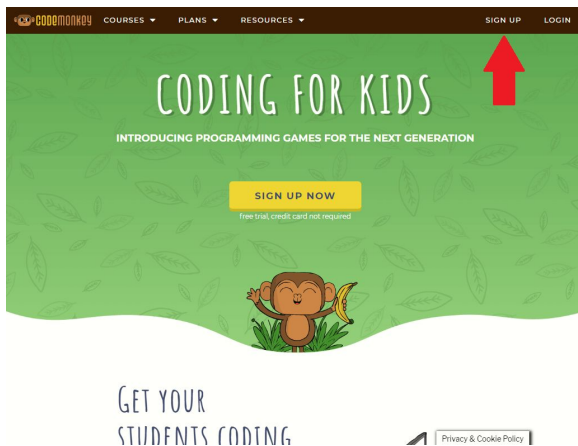 CODEMONKEY COURSES PLANS RESOURCES SIGN UP LOGIN
CODING FOR KIDS
INTRODUCING PROGRAMMING GAMES FOR THE NEXT GENERATION
SIGN UP NOW
free trial, credit card not required
GET YOUR
STUDENTS CODING
Privacy & Cookie Policy